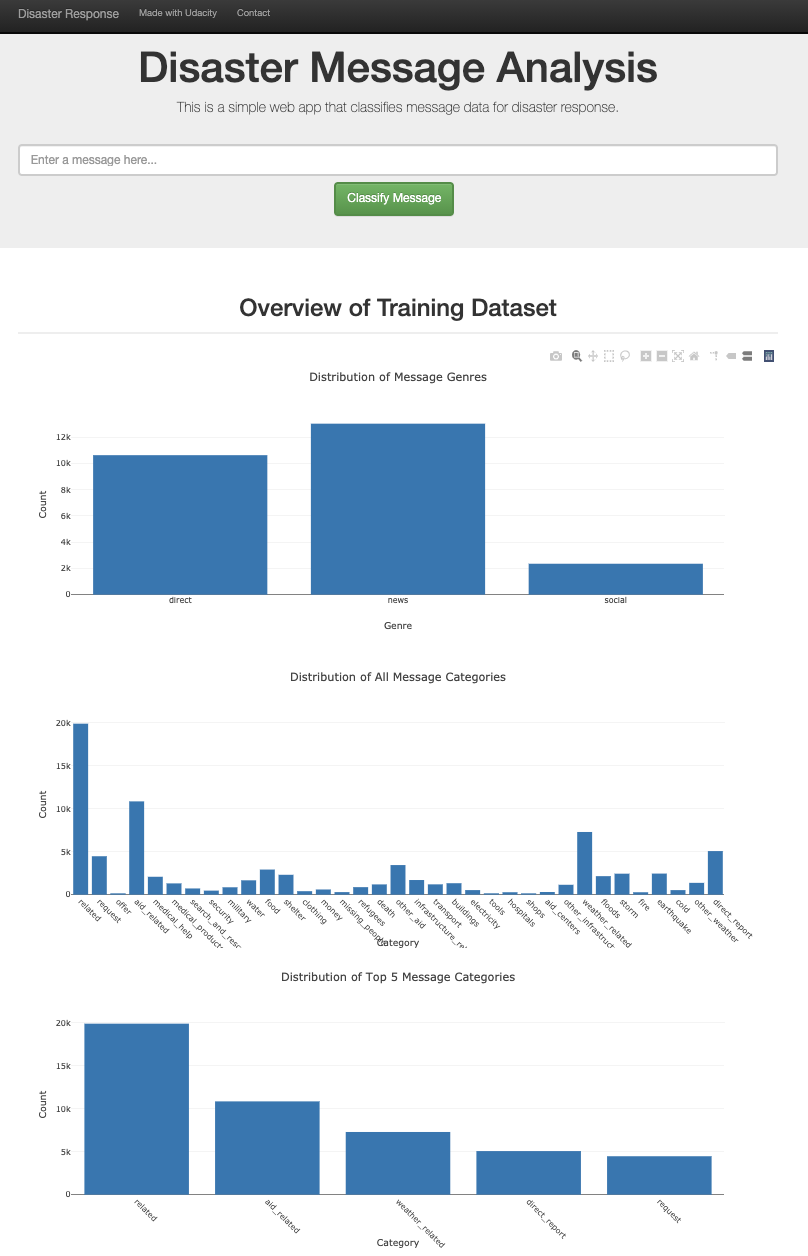 Disaster Response Made with Udacity Contact
Disaster Message Analysis
This is a simple web app that classifies message data for disaster response.
Enter a message here...
Classify Message
Overview of Training Dataset
Distribution of Message Genres
12k
10k
8k
6k
4k
2k
0
Count
direct news social
Genre
Distribution of All Message Categories
20k
15k
10k
5k
0
Count
related
request
offer
aid_related
medical_help
medical_product
search_and_resc
security
military
water
food
shelter
clothing
money
missing_people
refugees
death
other_aid
infrastructure_re
transport
buildings
electricity
tools
hospitals
shops
aid_centers
other_infrastruct
weather_related
floods
storm
fire
earthquake
cold
other_weather
direct_report
Category
Distribution of Top 5 Message Categories
20k
15k
10k
5k
0
Count
related
aid_related
weather_related
direct_report
request
Category